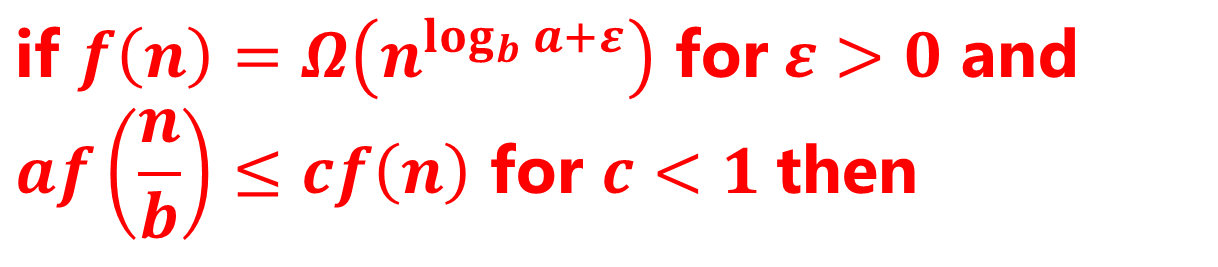 if f(n) = Ω(n^{log_b a+ε}) for ε > 0 and
af(n/b) ≤ cf(n) for c < 1 then